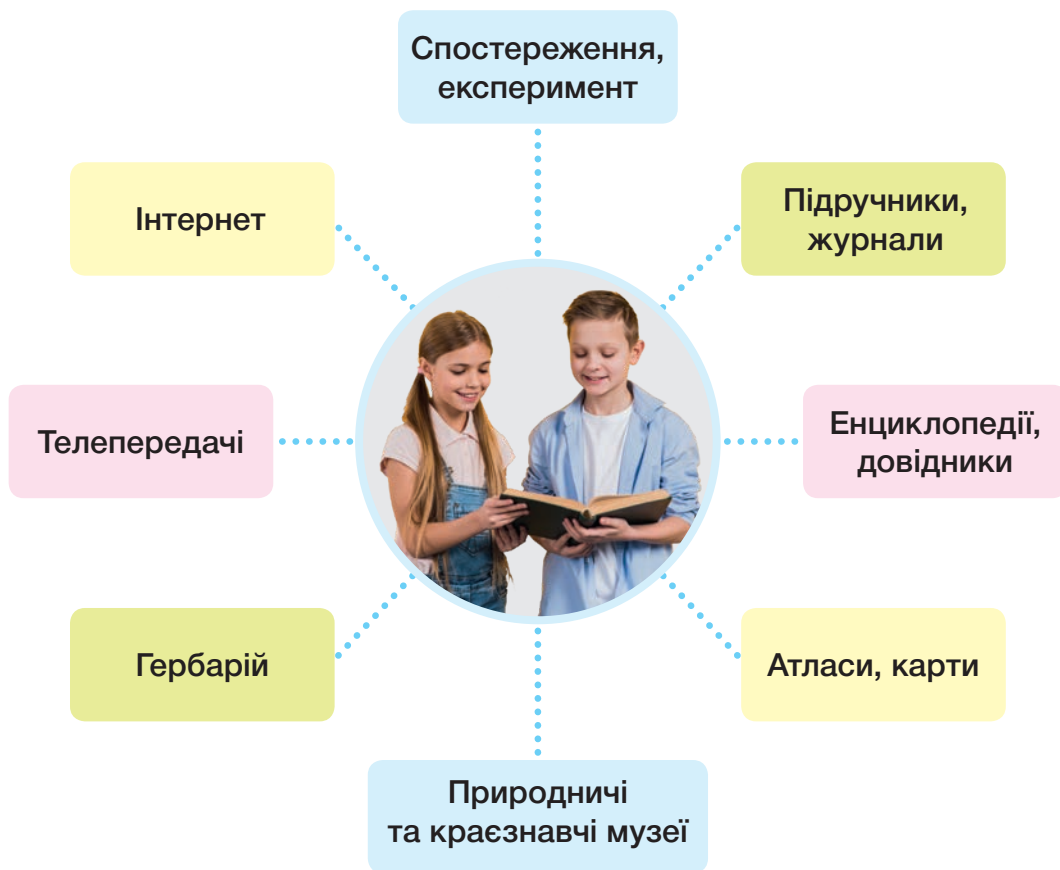 Спостереження,
експеримент
Інтернет
Підручники,
журнали
Телепередачі
Енциклопедії,
довідники
Гербарій
Атласи, карти
Природничі
та краєзнавчі музеї